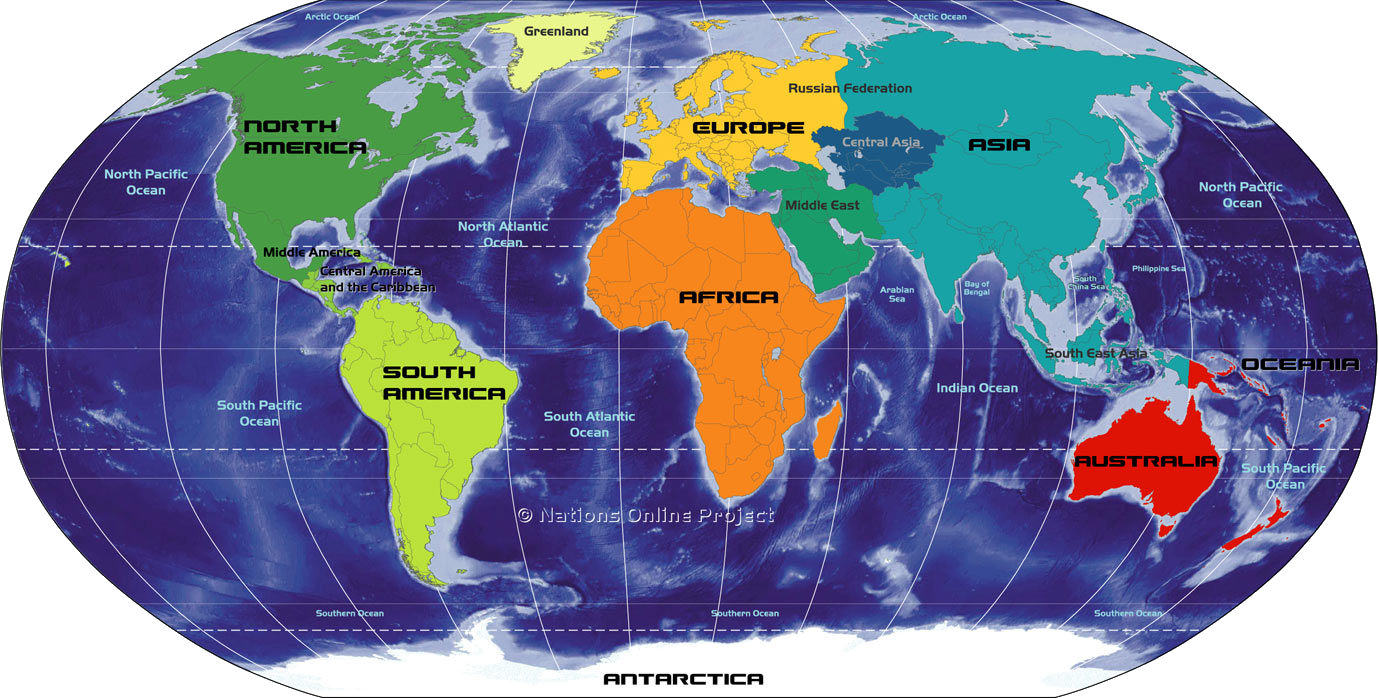 Arctic Ocean
Arctic Ocean
Greenland
Russian Federation
NORTH
AMERICA
EUROPE
Central Asia
ASIA
North Pacific
Ocean
North Pacific
Ocean
Middle East
North Atlantic
Ocean
Middle America
Central America
and the Caribbean
Philippine Sea
South
China Sea
Bay of
Bengal
Arabian
Sea
AFRICA
South East Asia
OCEANIA
SOUTH
AMERICA
Indian Ocean
South Pacific
Ocean
South Atlantic
Ocean
AUSTRALIA
South Pacific
Ocean
© Nations Online Project
Southern Ocean
Southern Ocean
Southern Ocean
ANTARCTICA